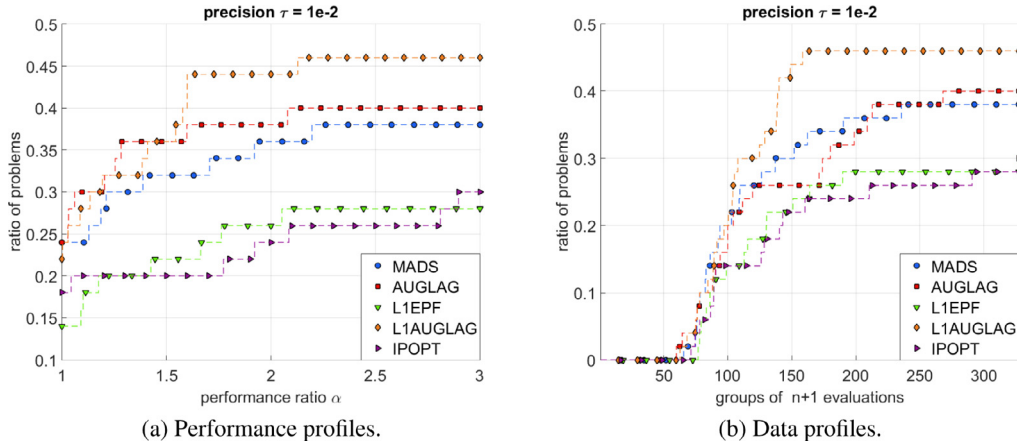 precision τ = 1e-2
0.5
0.45
0.4
0.35
0.3
0.25
0.2
0.15
0.1
ratio of problems
1
1.5
2
2.5
3
performance ratio α
MADS
AUGLAG
L1EPF
L1AUGLAG
IPOPT
(a) Performance profiles.
precision τ = 1e-2
0.5
0.4
0.3
0.2
0.1
0
ratio of problems
50
100
150
200
250
300
groups of n+1 evaluations
MADS
AUGLAG
L1EPF
L1AUGLAG
IPOPT
(b) Data profiles.